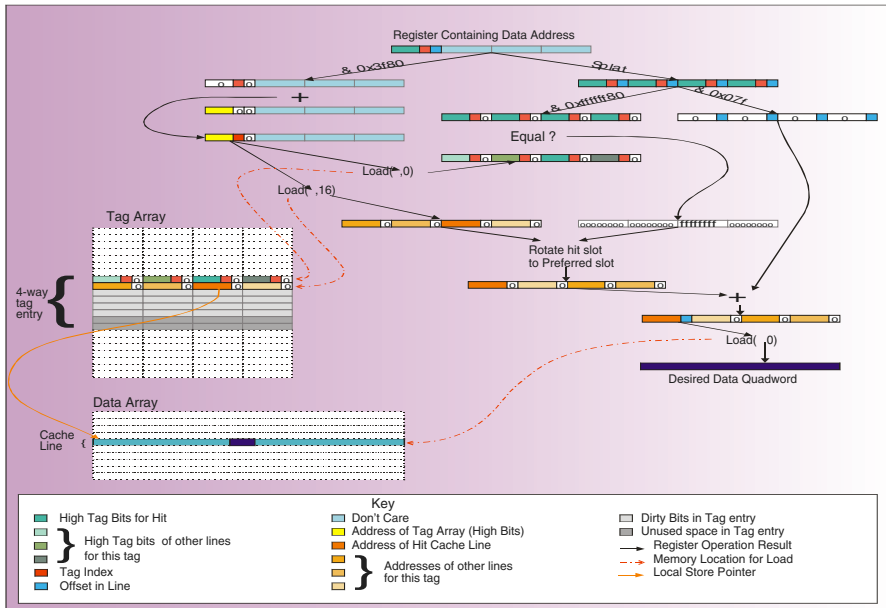 Register Containing Data Address
& 0x3f80
Splat
& 0xffffff80
& 0x07f
Equal ?
Load( ,0)
Load( ,16)
Tag Array
oooooooo oooooooo ffffffff oooooooo
Rotate hit slot
to Preferred slot
4-way
tag
entry
Load( 0)
Desired Data Quadword
Data Array
Cache
Line
Key
High Tag Bits for Hit
High Tag bits of other lines
for this tag
Tag Index
Offset in Line
Don't Care
Address of Tag Array (High Bits)
Address of Hit Cache Line
Addresses of other lines
for this tag
Dirty Bits in Tag entry
Unused space in Tag entry
Register Operation Result
Memory Location for Load
Local Store Pointer